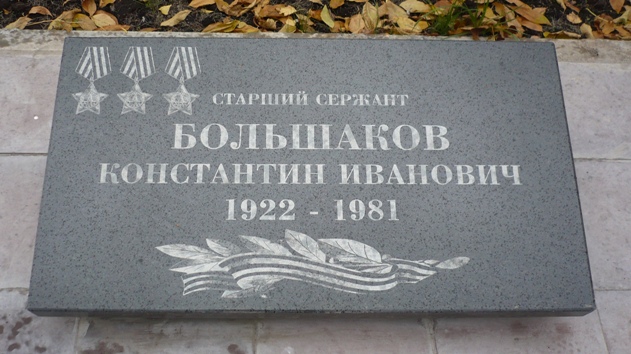 СТАРШИЙ СЕРЖАНТ
БОЛЬШАКОВ
КОНСТАНТИН ИВАНОВИЧ
1922 - 1981